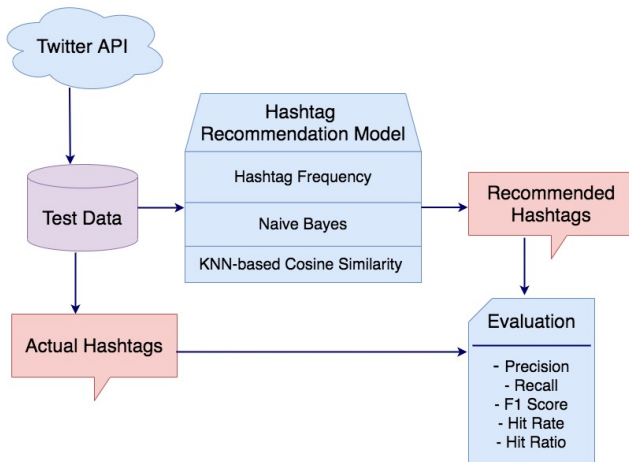 Twitter API
Hashtag
Recommendation Model
Hashtag Frequency
Naive Bayes
KNN-based Cosine Similarity
Test Data
Recommended
Hashtags
Actual Hashtags
Evaluation
- Precision
- Recall
- F1 Score
- Hit Rate
- Hit Ratio